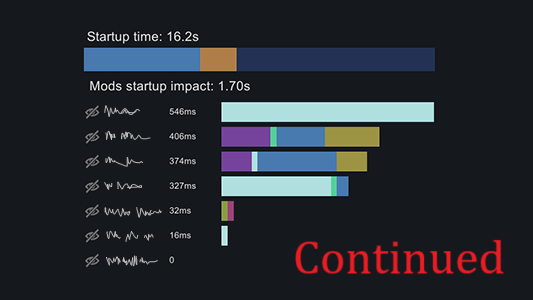 Startup time: 16.2s
Mods startup impact: 1.70s
546ms
406ms
374ms
327ms
32ms
16ms
0
Continued